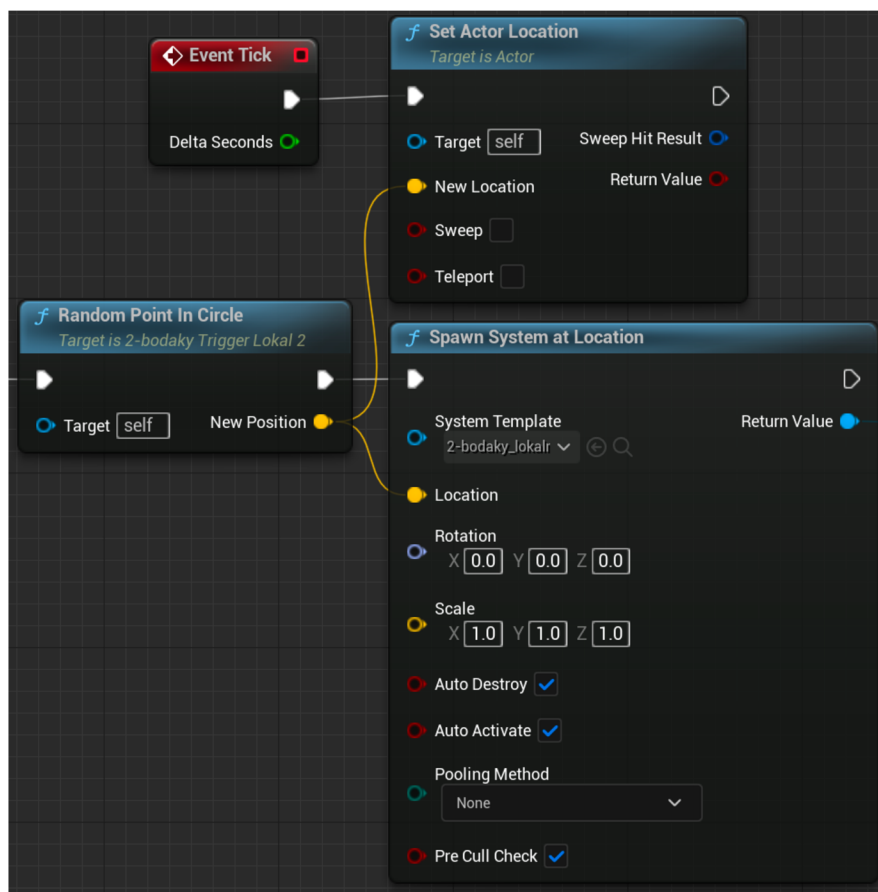 Event Tick
Delta Seconds
Set Actor Location
Target is Actor
Target self
Sweep Hit Result
New Location
Return Value
Sweep
Teleport
Random Point In Circle
Target is 2-bodaky Trigger Lokal 2
Target self
New Position
Spawn System at Location
System Template
2-bodaky_lokalr
Return Value
Location
Rotation
X 0.0 Y 0.0 Z 0.0
Scale
X 1.0 Y 1.0 Z 1.0
Auto Destroy
Auto Activate
Pooling Method
None
Pre Cull Check